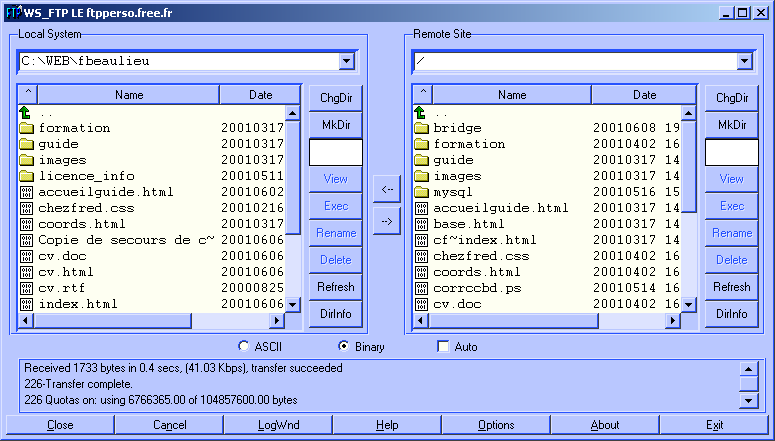 WS_FTP LE ftpperso.free.fr
Local System
C:\WEB\fbeaulieu
^ Name Date
..
formation 20010317
guide 20010317
images 20010317
licence_info 20010511
accueilguide.html 20010602
chezfred.css 20010216
coords.html 20010317
Copie de secours de c~ 20010606
cv.doc 20010606
cv.html 20010606
cv.rtf 20000825
index.html 20010606
ChgDir
MkDir
View
Exec
Rename
Delete
Refresh
DirInfo
<--
-->
Remote Site
/
^ Name Date
..
bridge 20010608 19
formation 20010402 16
guide 20010317 14
images 20010317 14
mysql 20010516 15
accueilguide.html 20010317 14
base.html 20010317 14
cf~index.html 20010317 14
chezfred.css 20010402 16
coords.html 20010402 16
corrccbd.ps 20010514 16
cv.doc 20010402 16
ChgDir
MkDir
View
Exec
Rename
Delete
Refresh
DirInfo
ASCII Binary Auto
Received 1733 bytes in 0.4 secs, (41.03 Kbps), transfer succeeded
226-Transfer complete.
226 Quotas on: using 6766365.00 of 104857600.00 bytes
Close Cancel LogWnd Help Options About Exit